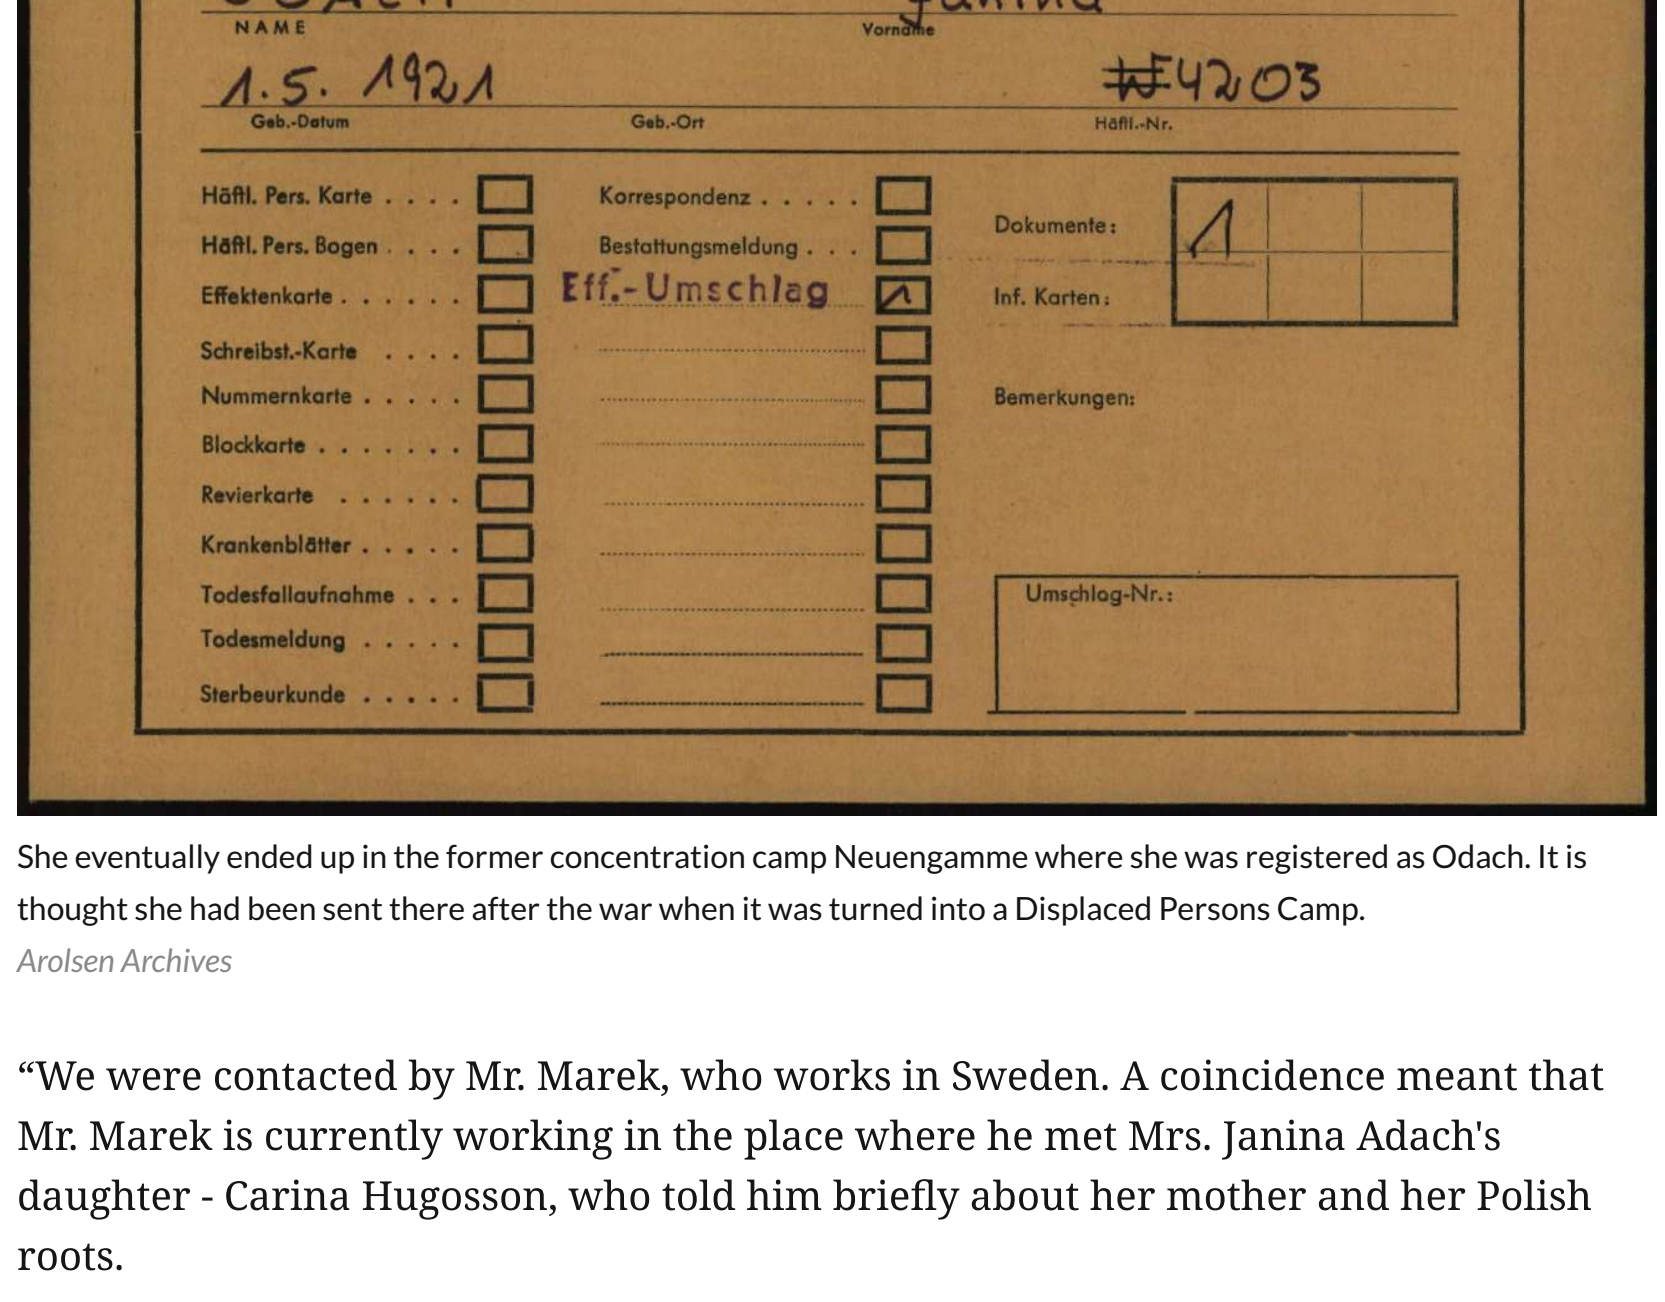 ODACH Janina
NAME Vorname
1.5. 1921 4203
Geb.-Datum Geb.-Ort Häftl.-Nr.
Häftl. Pers. Karte . . . . Korrespondenz . . . . . Dokumente: 1
Häftl. Pers. Bogen . . . . Bestattungsmeldung . . .
Effektenkarte . . . . . . Eff.-Umschlag 1 Inf. Karten:
Schreibst.-Karte . . . .
Nummernkarte . . . . . Bemerkungen:
Blockkarte . . . . . . .
Revierkarte . . . . . .
Krankenblätter . . . . .
Todesfallaufnahme . . . Umschlag-Nr.:
Todesmeldung . . . . .
Sterbeurkunde . . . . .
She eventually ended up in the former concentration camp Neuengamme where she was registered as Odach. It is
thought she had been sent there after the war when it was turned into a Displaced Persons Camp.
Arolsen Archives
“We were contacted by Mr. Marek, who works in Sweden. A coincidence meant that
Mr. Marek is currently working in the place where he met Mrs. Janina Adach's
daughter - Carina Hugosson, who told him briefly about her mother and her Polish
roots.